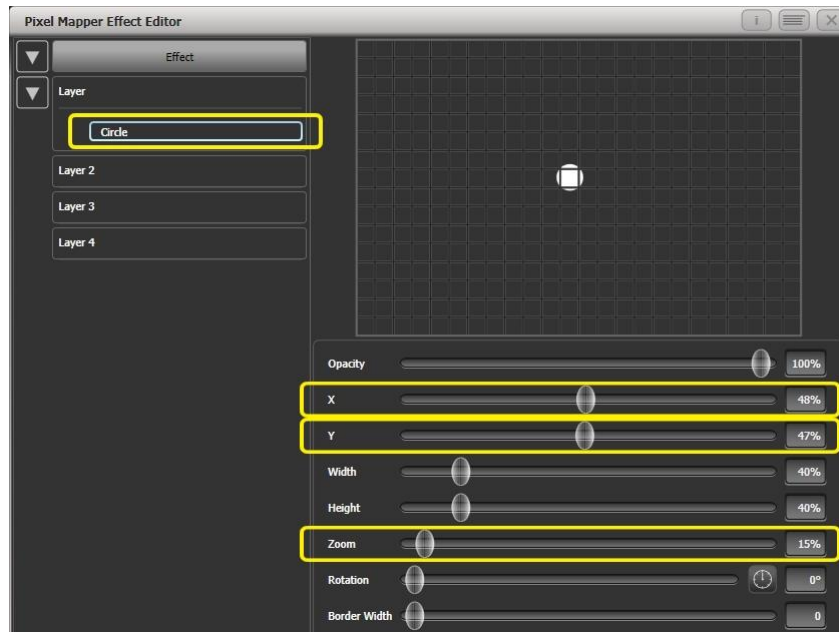 Pixel Mapper Effect Editor
Effect
Layer
Circle
Layer 2
Layer 3
Layer 4
Opacity 100%
X 48%
Y 47%
Width 40%
Height 40%
Zoom 15%
Rotation 0°
Border Width 0